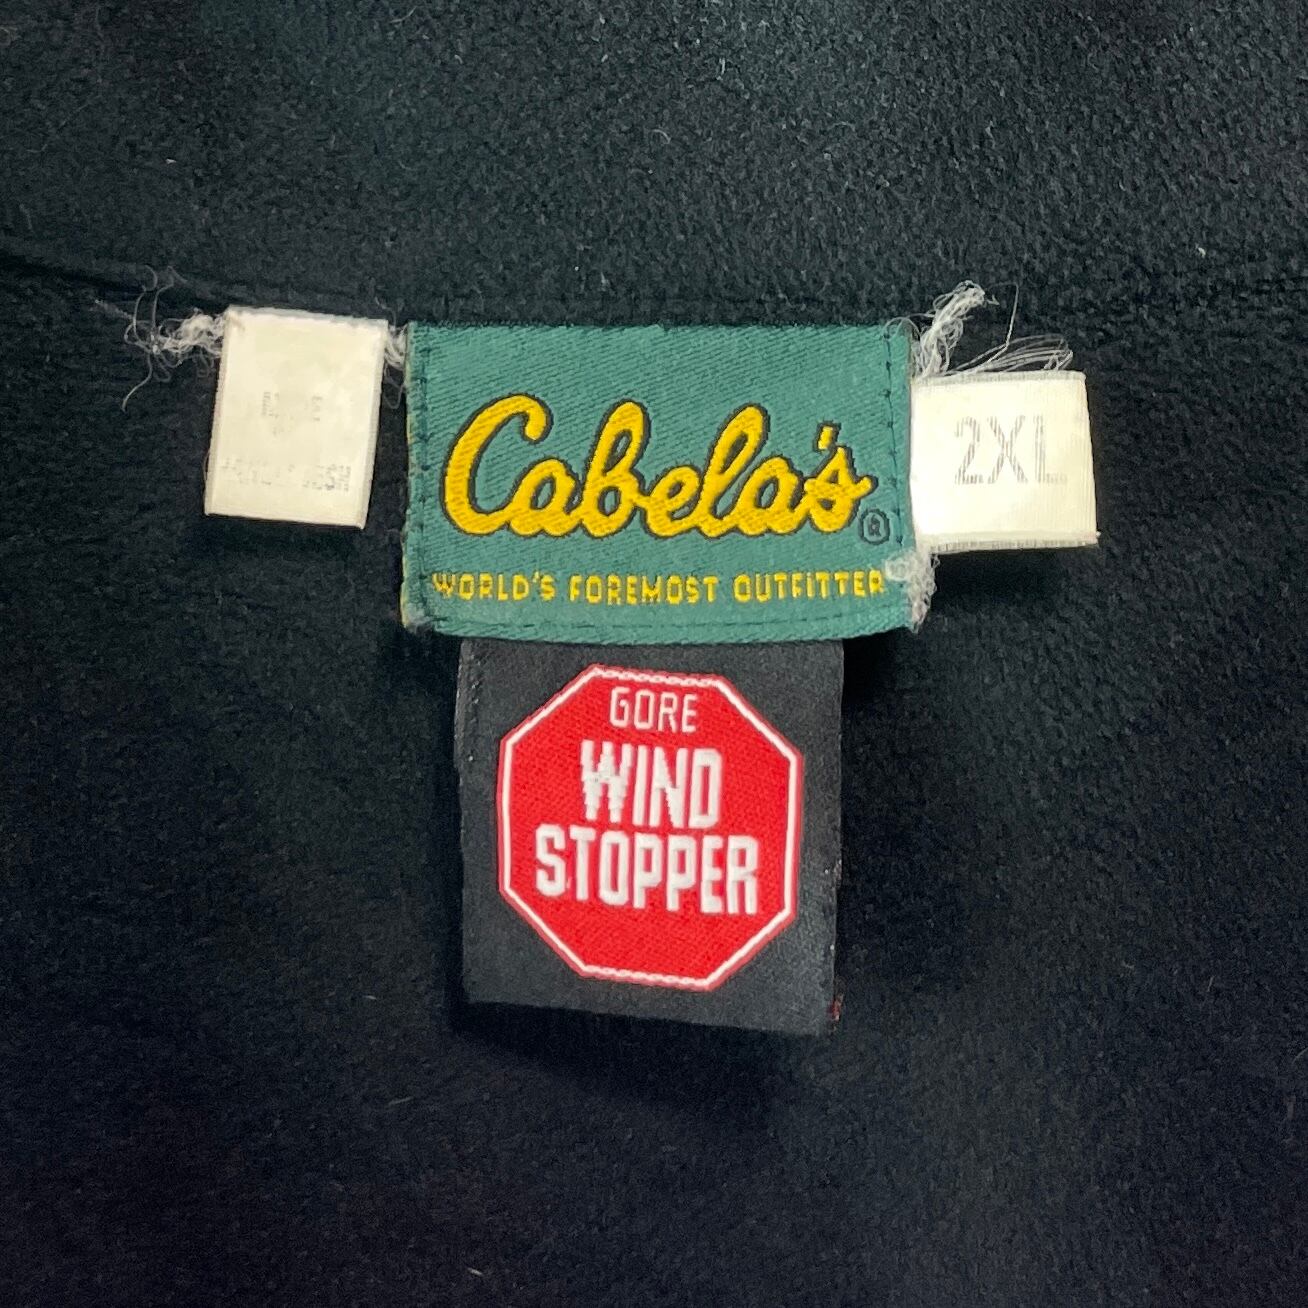 Cabela's®
WORLD'S FOREMOST OUTFITTER
2XL
GORE
WIND
STOPPER